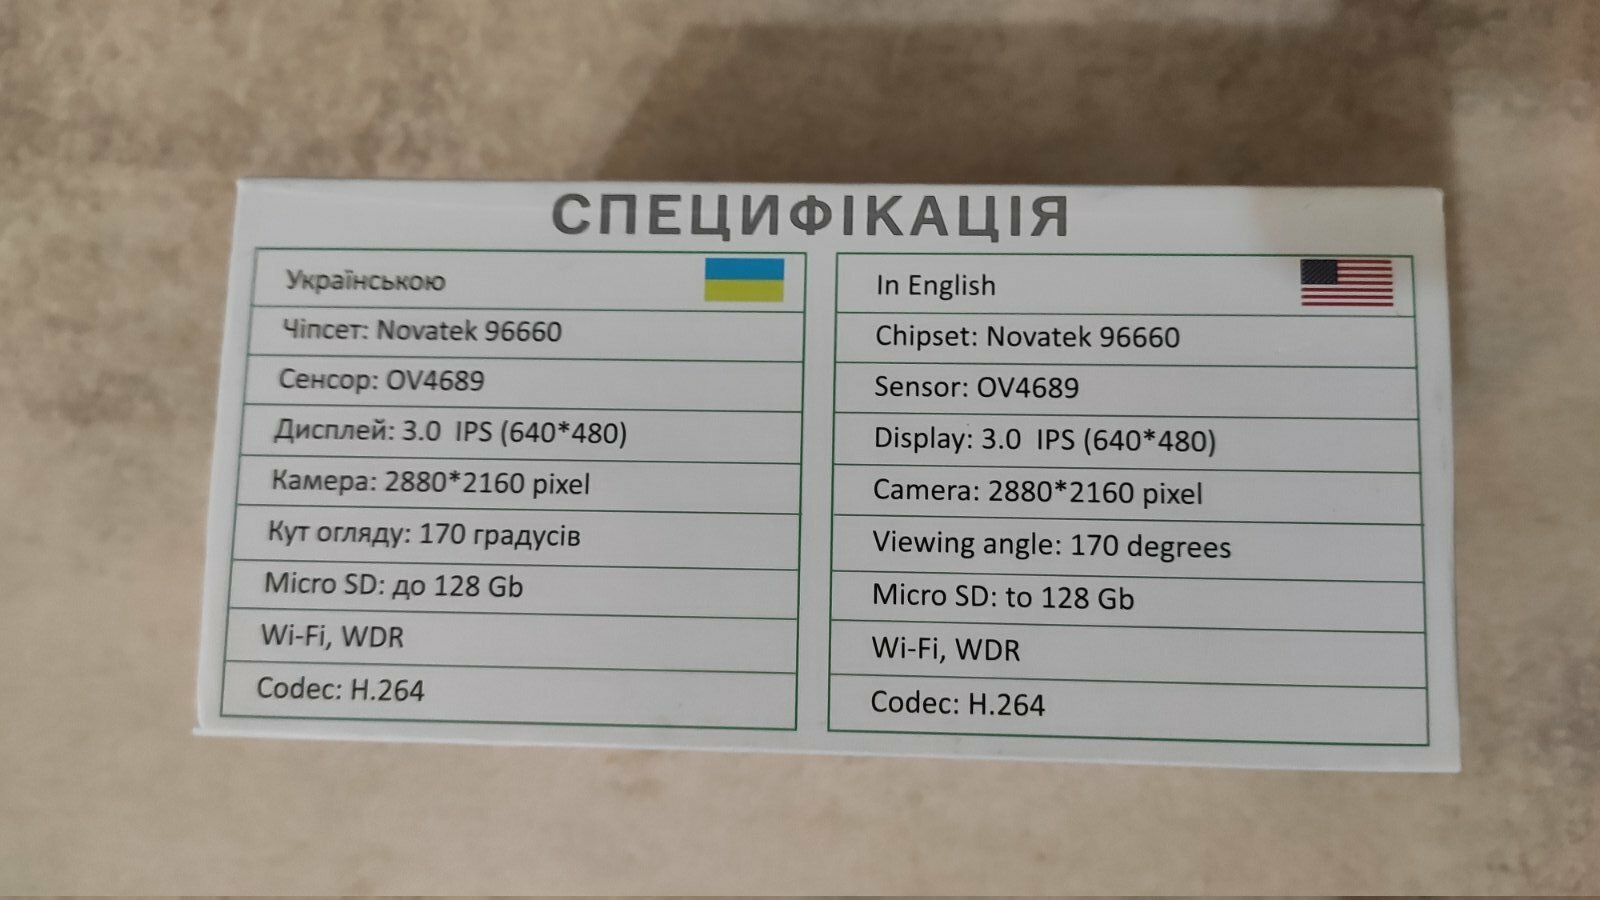 СПЕЦИФІКАЦІЯ
Українською
Чіпсет: Novatek 96660
Сенсор: OV4689
Дисплей: 3.0 IPS (640*480)
Камера: 2880*2160 pixel
Кут огляду: 170 градусів
Micro SD: до 128 Gb
Wi-Fi, WDR
Codec: H.264
In English
Chipset: Novatek 96660
Sensor: OV4689
Display: 3.0 IPS (640*480)
Camera: 2880*2160 pixel
Viewing angle: 170 degrees
Micro SD: to 128 Gb
Wi-Fi, WDR
Codec: H.264